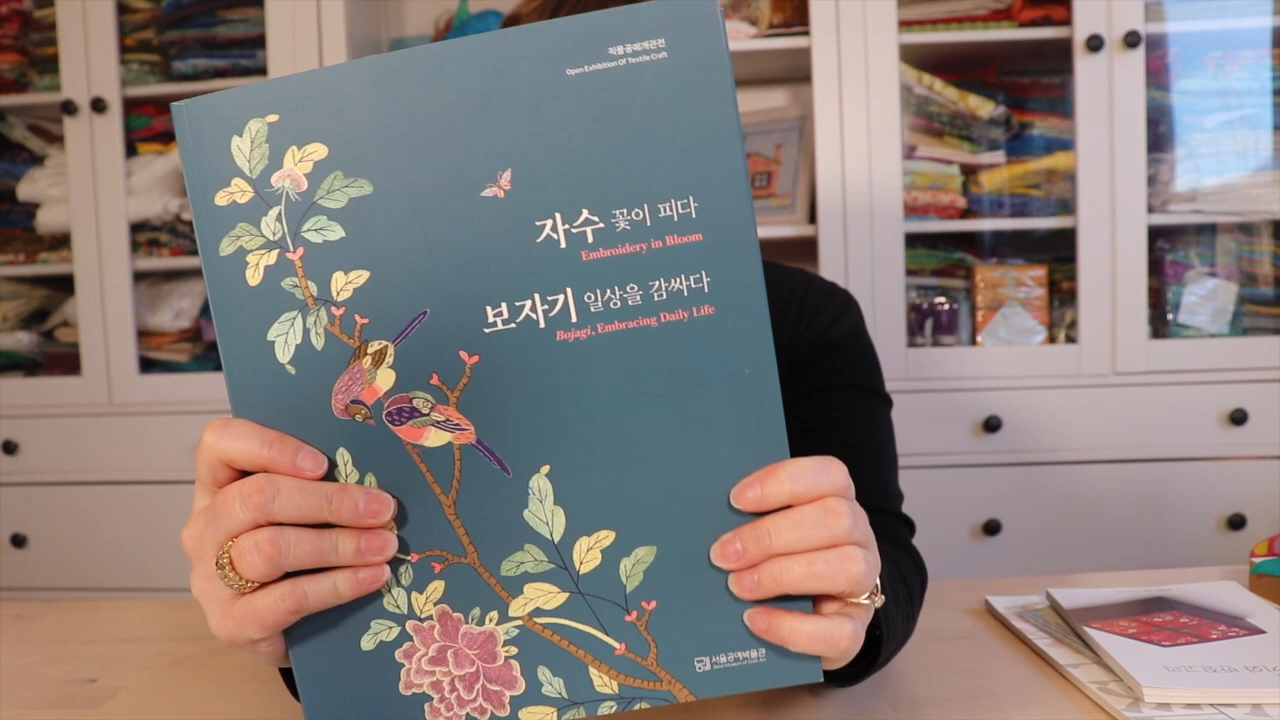 직물공예개관전
Open Exhibition Of Textile Craft
자수 꽃이 피다
Embroidery in Bloom
보자기 일상을 감싸다
Bojagi, Embracing Daily Life
서울공예박물관
Seoul Museum of Craft Art